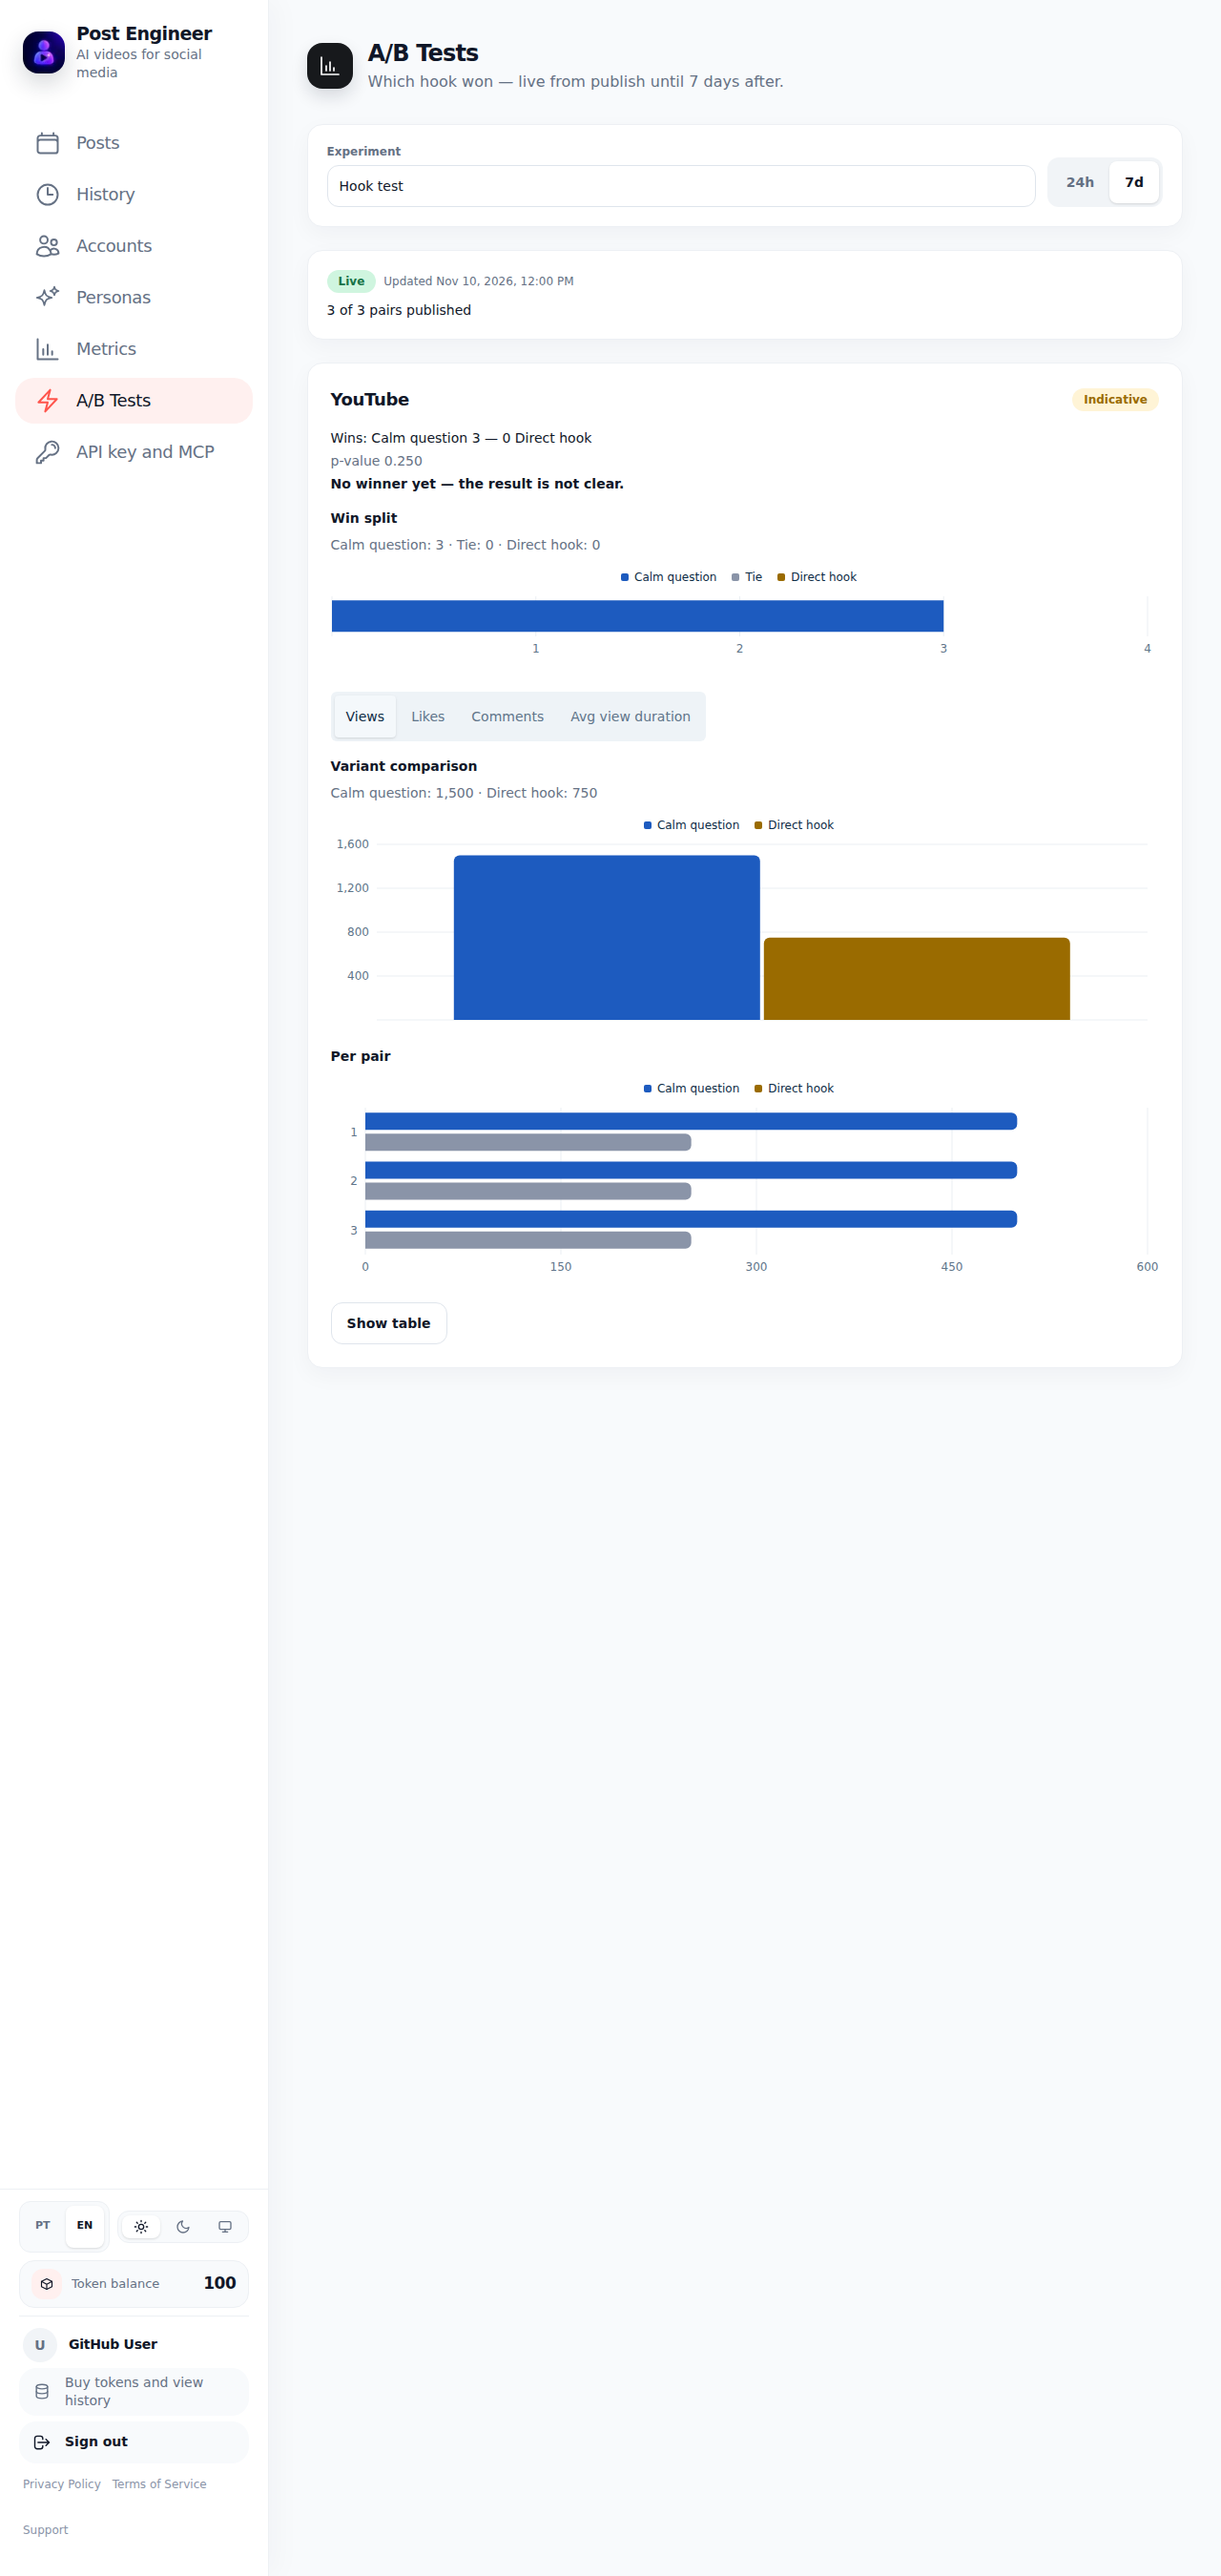 Post Engineer
AI videos for social
media
Posts
History
Accounts
Personas
Metrics
A/B Tests
API key and MCP
PT
EN
Token balance
100
U
GitHub User
Buy tokens and view
history
Sign out
Privacy Policy
Terms of Service
Support
A/B Tests
Which hook won — live from publish until 7 days after.
Experiment
Hook test
24h
7d
Live
Updated Nov 10, 2026, 12:00 PM
3 of 3 pairs published
YouTube
Indicative
Wins: Calm question 3 — 0 Direct hook
p-value 0.250
No winner yet — the result is not clear.
Win split
Calm question: 3 · Tie: 0 · Direct hook: 0
Calm question
Tie
Direct hook
1
2
3
4
Views
Likes
Comments
Avg view duration
Variant comparison
Calm question: 1,500 · Direct hook: 750
Calm question
Direct hook
1,600
1,200
800
400
Per pair
Calm question
Direct hook
1
2
3
0
150
300
450
600
Show table